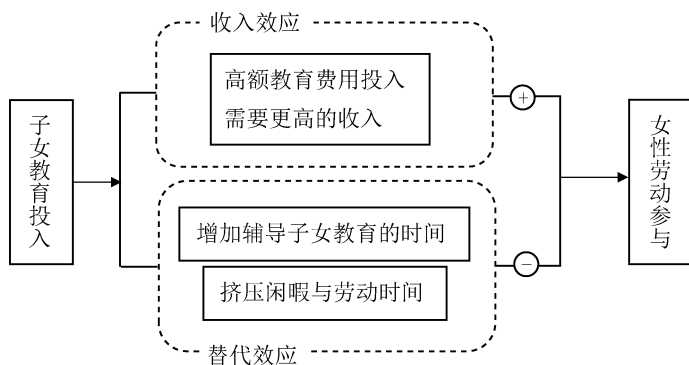 收入效应
高额教育费用投入
需要更高的收入
子女教育投入
+
女性劳动参与
增加辅导子女教育的时间
−
挤压闲暇与劳动时间
替代效应